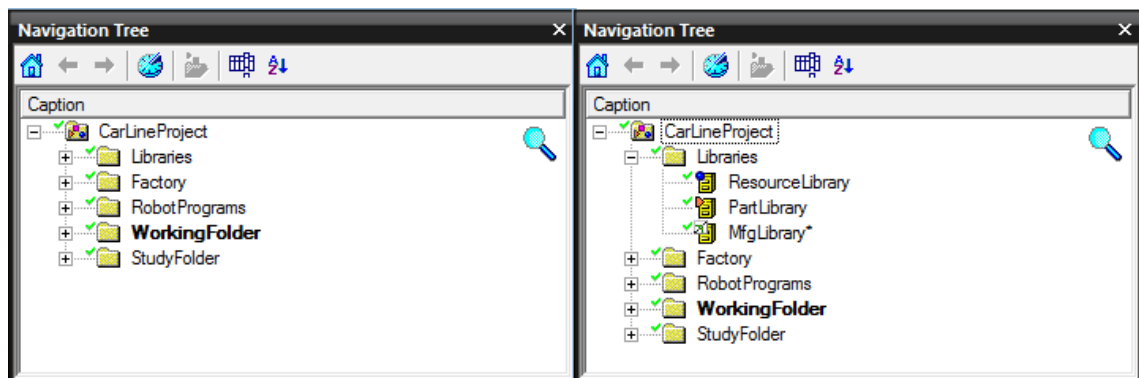 Navigation Tree
Caption
CarLineProject
Libraries
Factory
RobotPrograms
WorkingFolder
StudyFolder
Navigation Tree
Caption
CarLineProject
Libraries
ResourceLibrary
PartLibrary
MfgLibrary*
Factory
RobotPrograms
WorkingFolder
StudyFolder